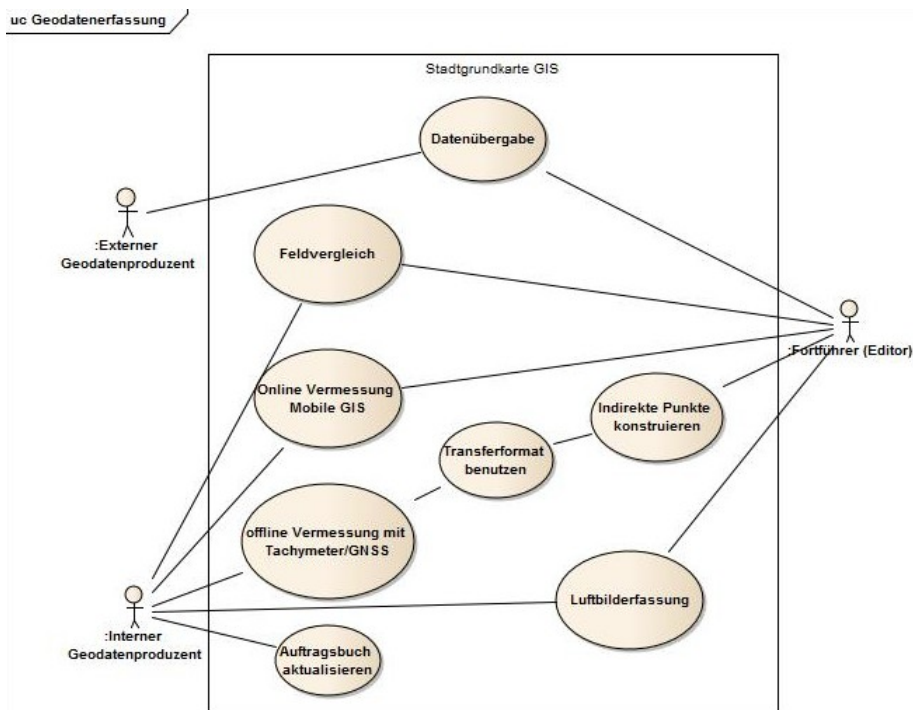 uc Geodatenerfassung
Stadtgrundkarte GIS
Datenübergabe
:Externer
Geodatenproduzent
Feldvergleich
:Fortführer (Editor)
Online Vermessung
Mobile GIS
Indirekte Punkte
konstruieren
Transferformat
benutzen
offline Vermessung mit
Tachymeter/GNSS
Luftbilderfassung
:Interner
Geodatenproduzent
Auftragsbuch
aktualisieren